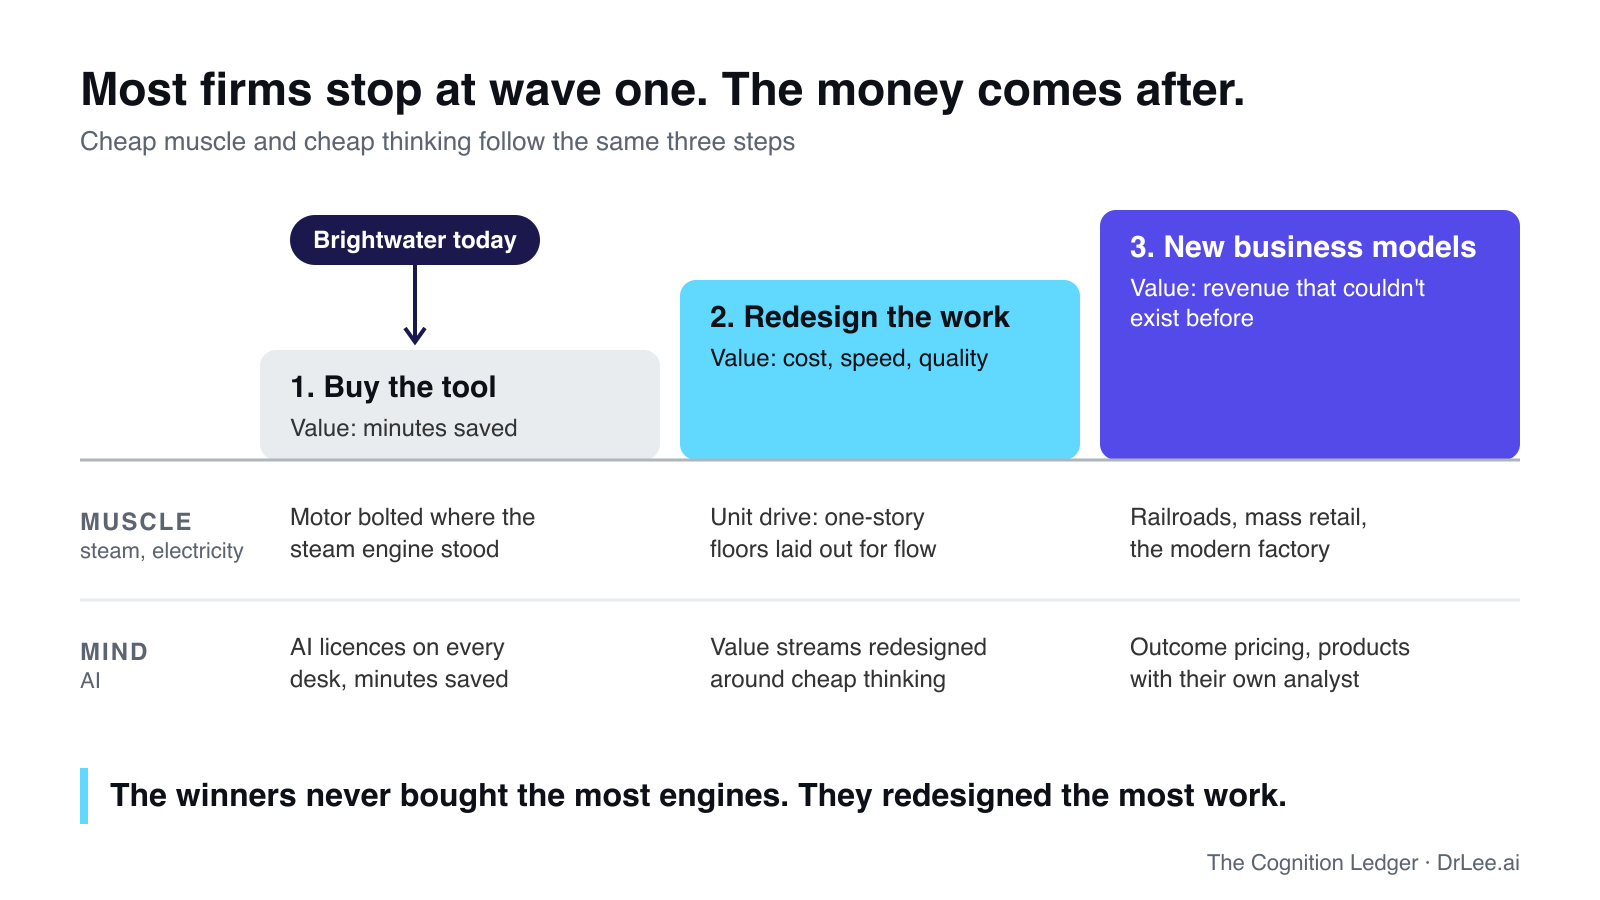 Most firms stop at wave one. The money comes after.
Cheap muscle and cheap thinking follow the same three steps
Brightwater today
1. Buy the tool
Value: minutes saved
2. Redesign the work
Value: cost, speed, quality
3. New business models
Value: revenue that couldn't
exist before
MUSCLE
steam, electricity
Motor bolted where the
steam engine stood
Unit drive: one-story
floors laid out for flow
Railroads, mass retail,
the modern factory
MIND
AI
AI licences on every
desk, minutes saved
Value streams redesigned
around cheap thinking
Outcome pricing, products
with their own analyst
The winners never bought the most engines. They redesigned the most work.
The Cognition Ledger · DrLee.ai